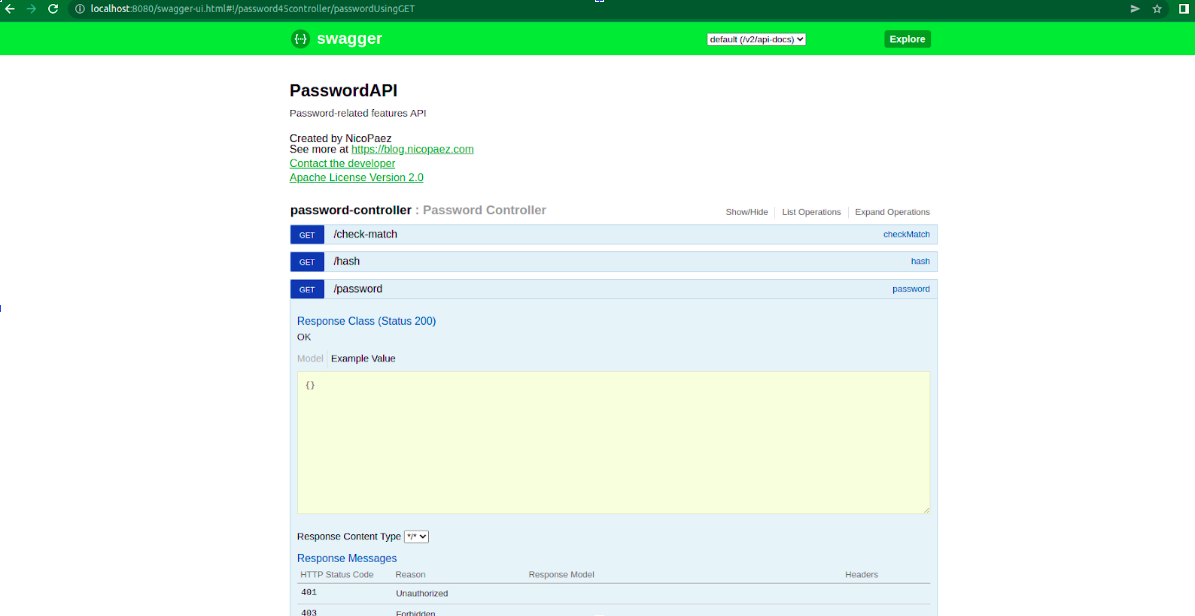 localhost:8080/swagger-ui.html#!/password45controller/passwordUsingGET
{··} swagger
default (/v2/api-docs)
Explore
PasswordAPI
Password-related features API
Created by NicoPaez
See more at https://blog.nicopaez.com
Contact the developer
Apache License Version 2.0
password-controller : Password Controller
Show/Hide
List Operations
Expand Operations
GET /check-match checkMatch
GET /hash hash
GET /password password
Response Class (Status 200)
OK
Model Example Value
{}
Response Content Type */*
Response Messages
HTTP Status Code Reason Response Model Headers
401 Unauthorized
403 Forbidden